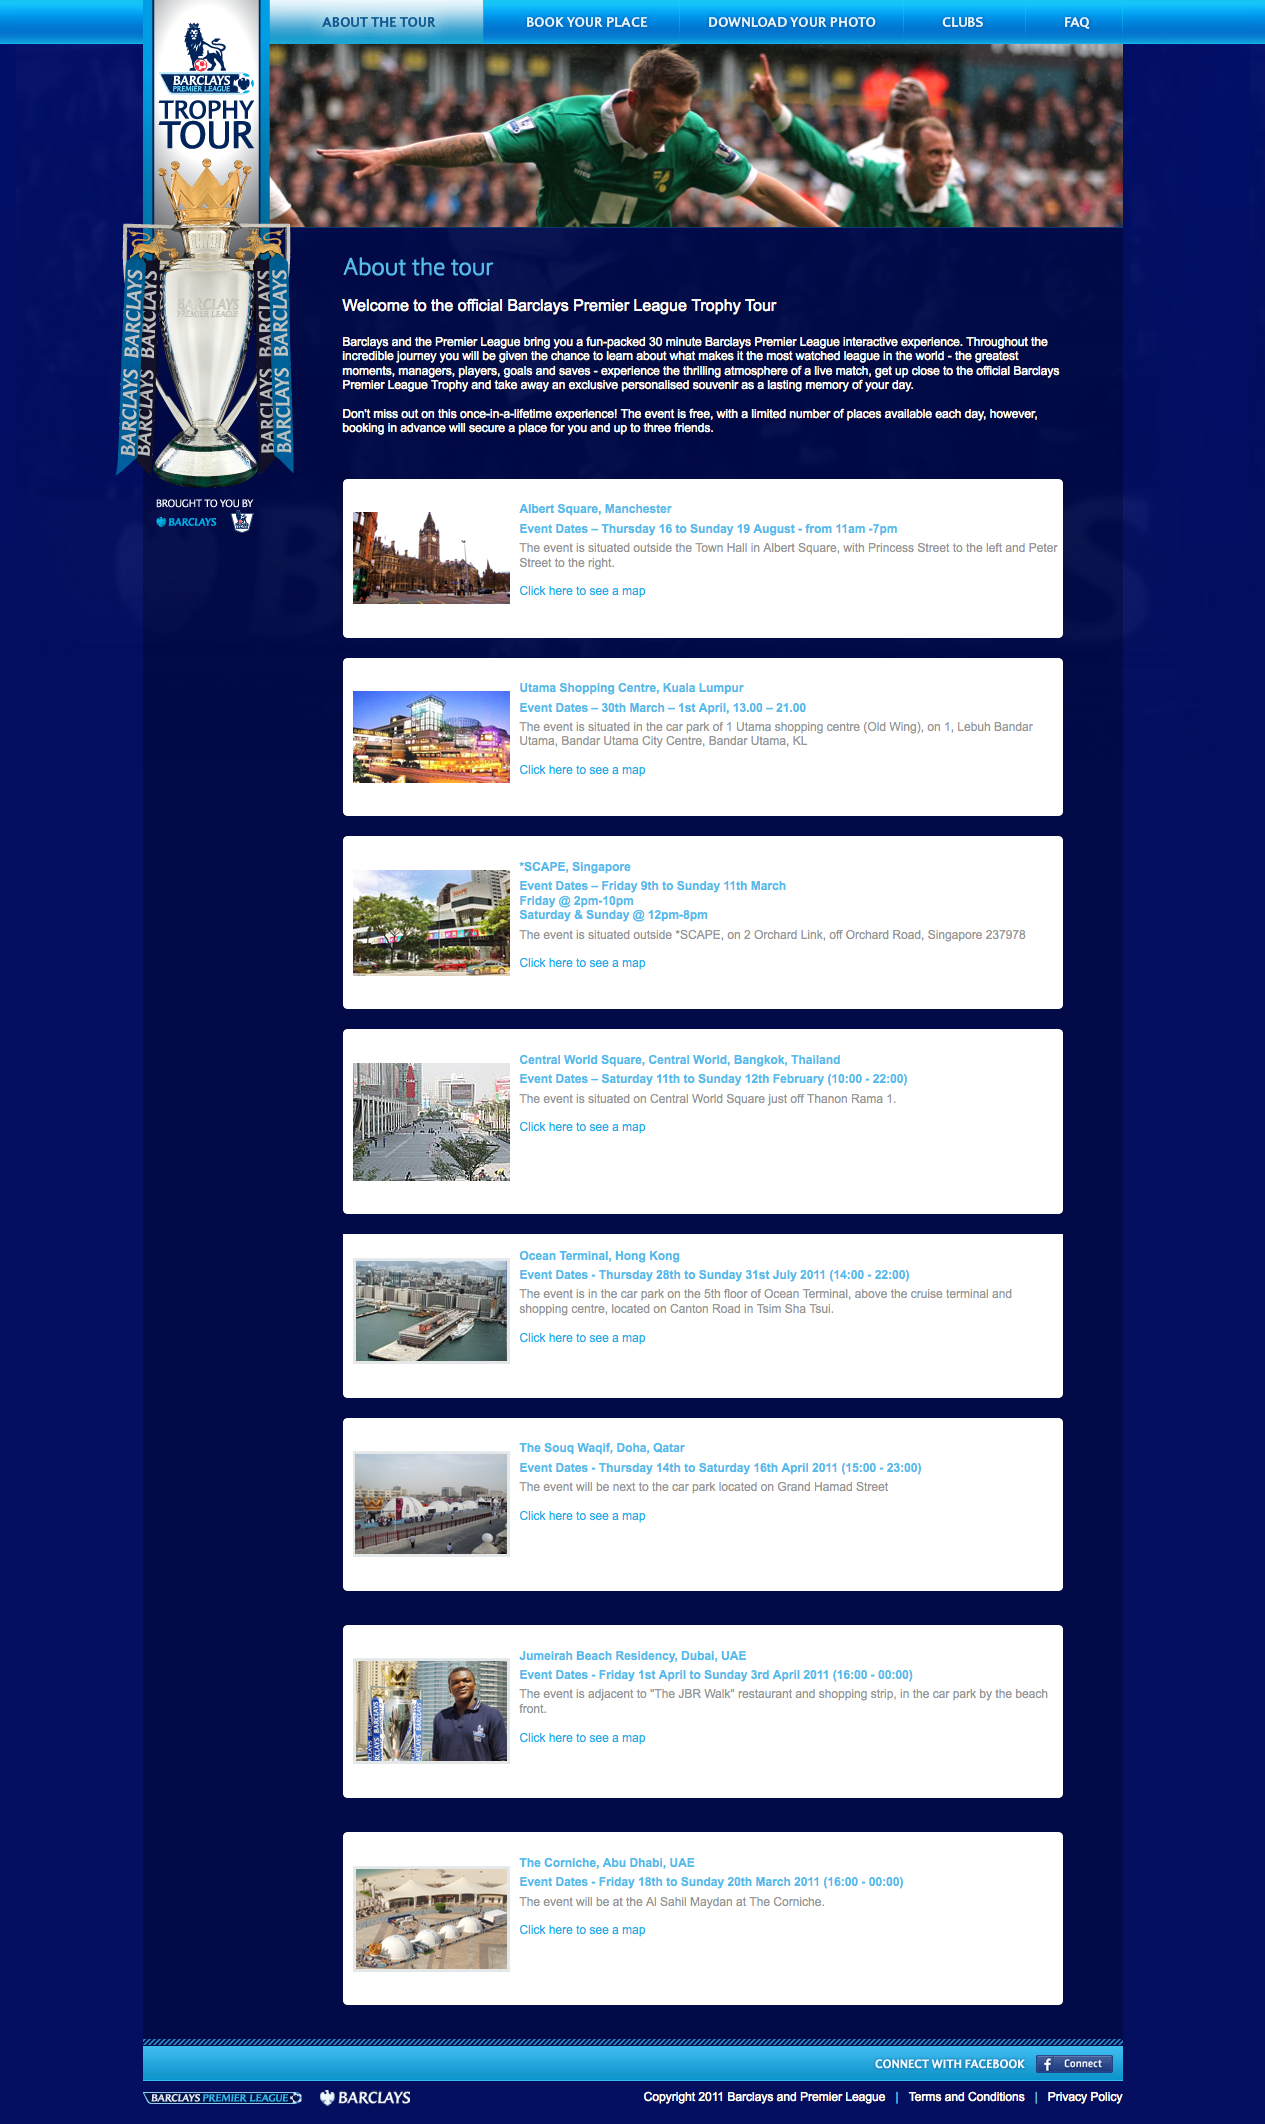 ABOUT THE TOUR
BOOK YOUR PLACE
DOWNLOAD YOUR PHOTO
CLUBS
FAQ
BARCLAYS
PREMIER LEAGUE
TROPHY
TOUR
BARCLAYS
PREMIER LEAGUE
BARCLAYS
BARCLAYS
BARCLAYS
BARCLAYS
BARCLAYS
BARCLAYS
BARCLAYS
BARCLAYS
BROUGHT TO YOU BY
BARCLAYS
About the tour
Welcome to the official Barclays Premier League Trophy Tour
Barclays and the Premier League bring you a fun-packed 30 minute Barclays Premier League interactive experience. Throughout the
incredible journey you will be given the chance to learn about what makes it the most watched league in the world - the greatest
moments, managers, players, goals and saves - experience the thrilling atmosphere of a live match, get up close to the official Barclays
Premier League Trophy and take away an exclusive personalised souvenir as a lasting memory of your day.
Don't miss out on this once-in-a-lifetime experience! The event is free, with a limited number of places available each day, however,
booking in advance will secure a place for you and up to three friends.
Albert Square, Manchester
Event Dates – Thursday 16 to Sunday 19 August - from 11am -7pm
The event is situated outside the Town Hall in Albert Square, with Princess Street to the left and Peter
Street to the right.
Click here to see a map
Utama Shopping Centre, Kuala Lumpur
Event Dates – 30th March – 1st April, 13.00 – 21.00
The event is situated in the car park of 1 Utama shopping centre (Old Wing), on 1, Lebuh Bandar
Utama, Bandar Utama City Centre, Bandar Utama, KL
Click here to see a map
*SCAPE, Singapore
Event Dates – Friday 9th to Sunday 11th March
Friday @ 2pm-10pm
Saturday & Sunday @ 12pm-8pm
The event is situated outside *SCAPE, on 2 Orchard Link, off Orchard Road, Singapore 237978
Click here to see a map
Central World Square, Central World, Bangkok, Thailand
Event Dates – Saturday 11th to Sunday 12th February (10:00 - 22:00)
The event is situated on Central World Square just off Thanon Rama 1.
Click here to see a map
Ocean Terminal, Hong Kong
Event Dates - Thursday 28th to Sunday 31st July 2011 (14:00 - 22:00)
The event is in the car park on the 5th floor of Ocean Terminal, above the cruise terminal and
shopping centre, located on Canton Road in Tsim Sha Tsui.
Click here to see a map
The Souq Waqif, Doha, Qatar
Event Dates - Thursday 14th to Saturday 16th April 2011 (15:00 - 23:00)
The event will be next to the car park located on Grand Hamad Street
Click here to see a map
Jumeirah Beach Residency, Dubai, UAE
Event Dates - Friday 1st April to Sunday 3rd April 2011 (16:00 - 00:00)
The event is adjacent to "The JBR Walk" restaurant and shopping strip, in the car park by the beach
front.
Click here to see a map
The Corniche, Abu Dhabi, UAE
Event Dates - Friday 18th to Sunday 20th March 2011 (16:00 - 00:00)
The event will be at the Al Sahil Maydan at The Corniche.
Click here to see a map
CONNECT WITH FACEBOOK
f Connect
BARCLAYS PREMIER LEAGUE
BARCLAYS
Copyright 2011 Barclays and Premier League | Terms and Conditions | Privacy Policy